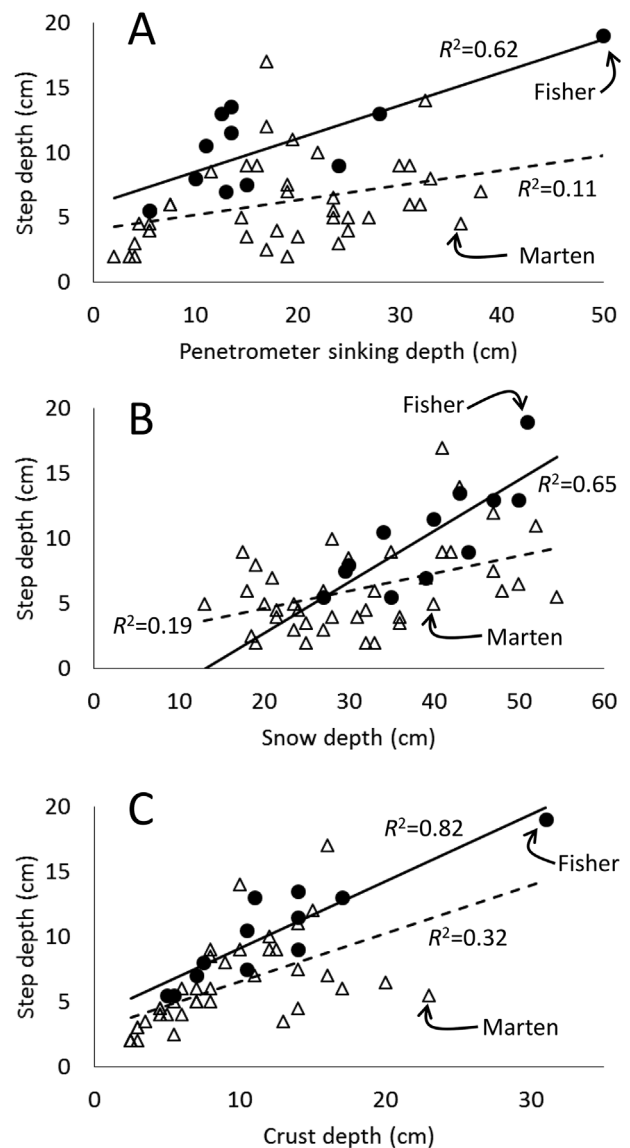 A
20
15
10
5
0
Step depth (cm)
R²=0.62
Fisher
R²=0.11
Marten
0 10 20 30 40 50
Penetrometer sinking depth (cm)
B
20
15
10
5
0
Step depth (cm)
Fisher
R²=0.65
R²=0.19
Marten
0 10 20 30 40 50 60
Snow depth (cm)
C
20
15
10
5
0
Step depth (cm)
R²=0.82
Fisher
R²=0.32
Marten
0 10 20 30
Crust depth (cm)